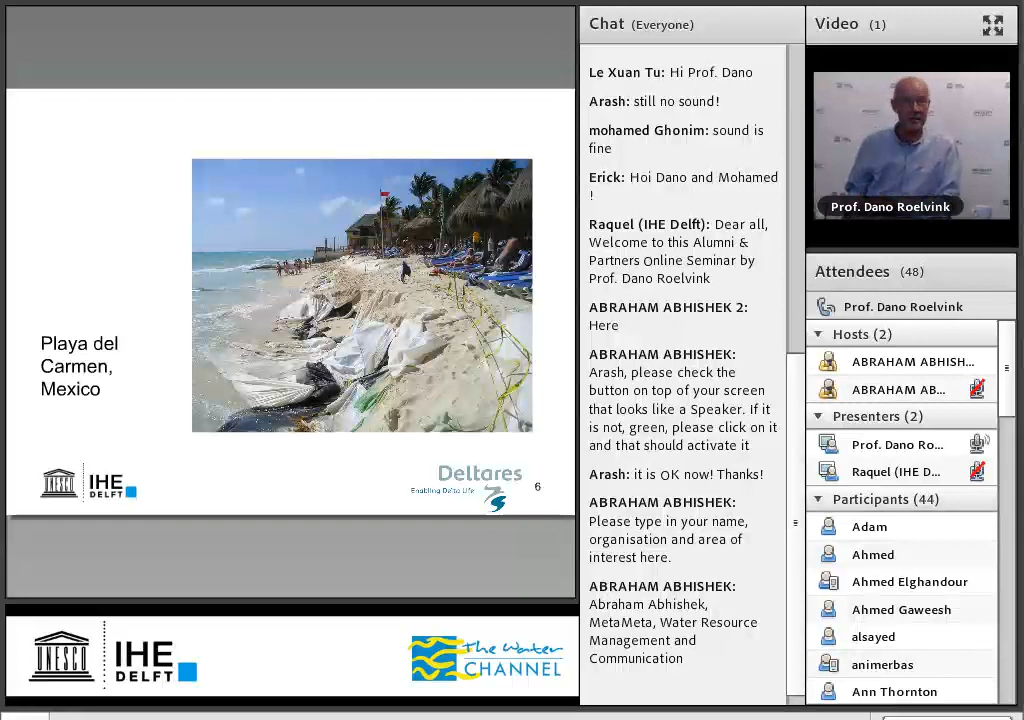 Playa del
Carmen,
Mexico
UNESCO
IHE
DELFT
Deltares
Enabling Delta Life
6
UNESCO
IHE
DELFT
the water
CHANNEL
Chat (Everyone)
Le Xuan Tu: Hi Prof. Dano
Arash: still no sound!
mohamed Ghonim: sound is
fine
Erick: Hoi Dano and Mohamed
!
Raquel (IHE Delft): Dear all,
Welcome to this Alumni &
Partners Online Seminar by
Prof. Dano Roelvink
ABRAHAM ABHISHEK 2:
Here
ABRAHAM ABHISHEK:
Arash, please check the
button on top of your screen
that looks like a Speaker. If it
is not, green, please click on it
and that should activate it
Arash: it is OK now! Thanks!
ABRAHAM ABHISHEK:
Please type in your name,
organisation and area of
interest here.
ABRAHAM ABHISHEK:
Abraham Abhishek,
MetaMeta, Water Resource
Management and
Communication
Video (1)
Prof. Dano Roelvink
Attendees (48)
Prof. Dano Roelvink
Hosts (2)
ABRAHAM ABHISH...
ABRAHAM AB...
Presenters (2)
Prof. Dano Ro...
Raquel (IHE D...
Participants (44)
Adam
Ahmed
Ahmed Elghandour
Ahmed Gaweesh
alsayed
animerbas
Ann Thornton